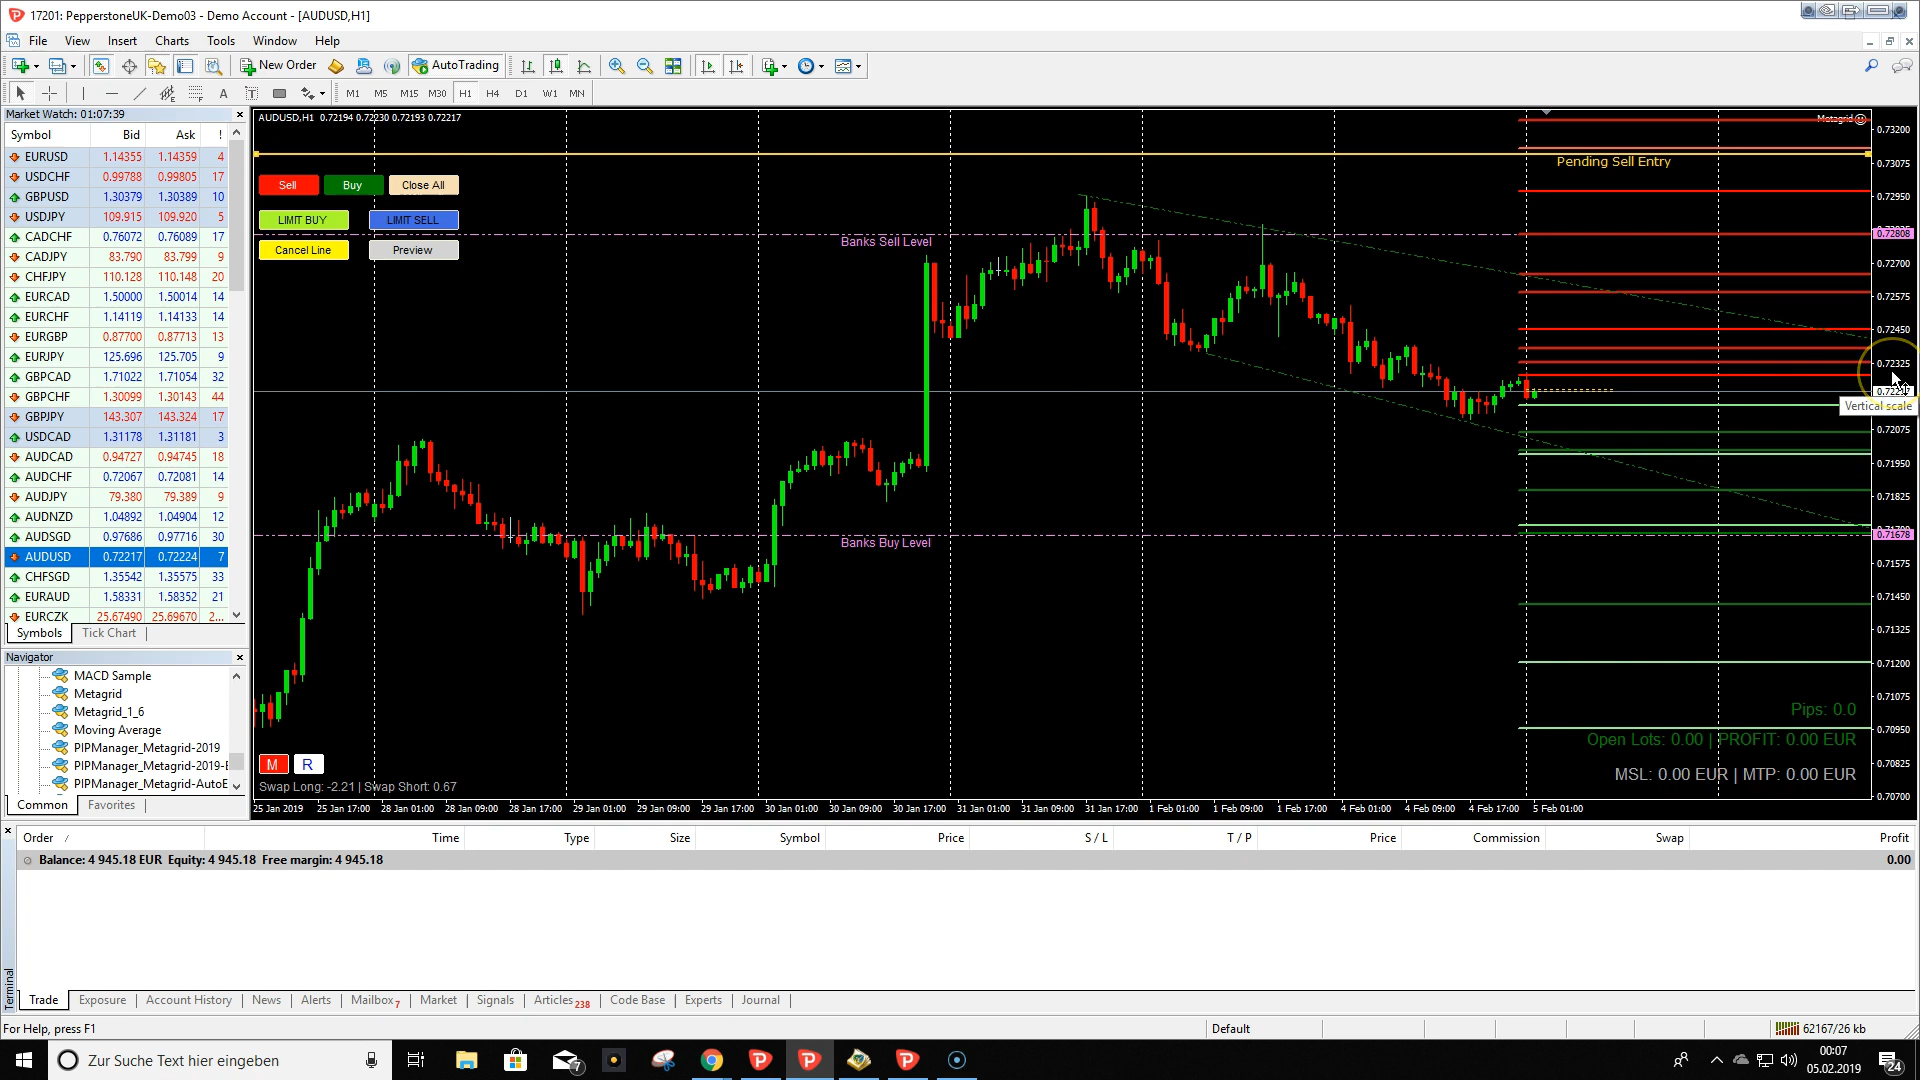 17201: PepperstoneUK-Demo03 - Demo Account - [AUDUSD,H1]
File View Insert Charts Tools Window Help
New Order AutoTrading
A T M1 M5 M15 M30 H1 H4 D1 W1 MN
Market Watch: 01:07:39
Symbol Bid Ask !
EURUSD 1.14355 1.14359 4
USDCHF 0.99788 0.99805 17
GBPUSD 1.30379 1.30389 10
USDJPY 109.915 109.920 5
CADCHF 0.76072 0.76089 17
CADJPY 83.790 83.799 9
CHFJPY 110.128 110.148 20
EURCAD 1.50000 1.50014 14
EURCHF 1.14119 1.14133 14
EURGBP 0.87700 0.87713 13
EURJPY 125.696 125.705 9
GBPCAD 1.71022 1.71054 32
GBPCHF 1.30099 1.30143 44
GBPJPY 143.307 143.324 17
USDCAD 1.31178 1.31181 3
AUDCAD 0.94727 0.94745 18
AUDCHF 0.72067 0.72081 14
AUDJPY 79.380 79.389 9
AUDNZD 1.04892 1.04904 12
AUDSGD 0.97686 0.97716 30
AUDUSD 0.72217 0.72224 7
CHFSGD 1.35542 1.35575 33
EURAUD 1.58331 1.58352 21
EURCZK 25.67490 25.69670 2...
Symbols Tick Chart
Navigator
MACD Sample
Metagrid
Metagrid_1_6
Moving Average
PIPManager_Metagrid-2019
PIPManager_Metagrid-2019-E
PIPManager_Metagrid-AutoE
Common Favorites
AUDUSD,H1 0.72194 0.72230 0.72193 0.72217
Metagrid
Pending Sell Entry
Sell Buy Close All
LIMIT BUY LIMIT SELL
Cancel Line Preview
Banks Sell Level
Banks Buy Level
0.73200
0.73075
0.72950
0.72808
0.72700
0.72575
0.72450
0.72325
Vertical scale
0.72075
0.71950
0.71825
0.71678
0.71575
0.71450
0.71325
0.71200
0.71075
0.70950
0.70825
0.70700
Pips: 0.0
Open Lots: 0.00 | PROFIT: 0.00 EUR
MSL: 0.00 EUR | MTP: 0.00 EUR
M R
Swap Long: -2.21 | Swap Short: 0.67
25 Jan 2019 25 Jan 17:00 28 Jan 01:00 28 Jan 09:00 28 Jan 17:00 29 Jan 01:00 29 Jan 09:00 29 Jan 17:00 30 Jan 01:00 30 Jan 09:00 30 Jan 17:00 31 Jan 01:00 31 Jan 09:00 31 Jan 17:00 1 Feb 01:00 1 Feb 09:00 1 Feb 17:00 4 Feb 01:00 4 Feb 09:00 4 Feb 17:00 5 Feb 01:00
Order / Time Type Size Symbol Price S / L T / P Price Commission Swap Profit
Balance: 4 945.18 EUR Equity: 4 945.18 Free margin: 4 945.18 0.00
Terminal
Trade Exposure Account History News Alerts Mailbox 7 Market Signals Articles 238 Code Base Experts Journal
For Help, press F1 Default 62167/26 kb
Zur Suche Text hier eingeben
7
00:07
05.02.2019
24